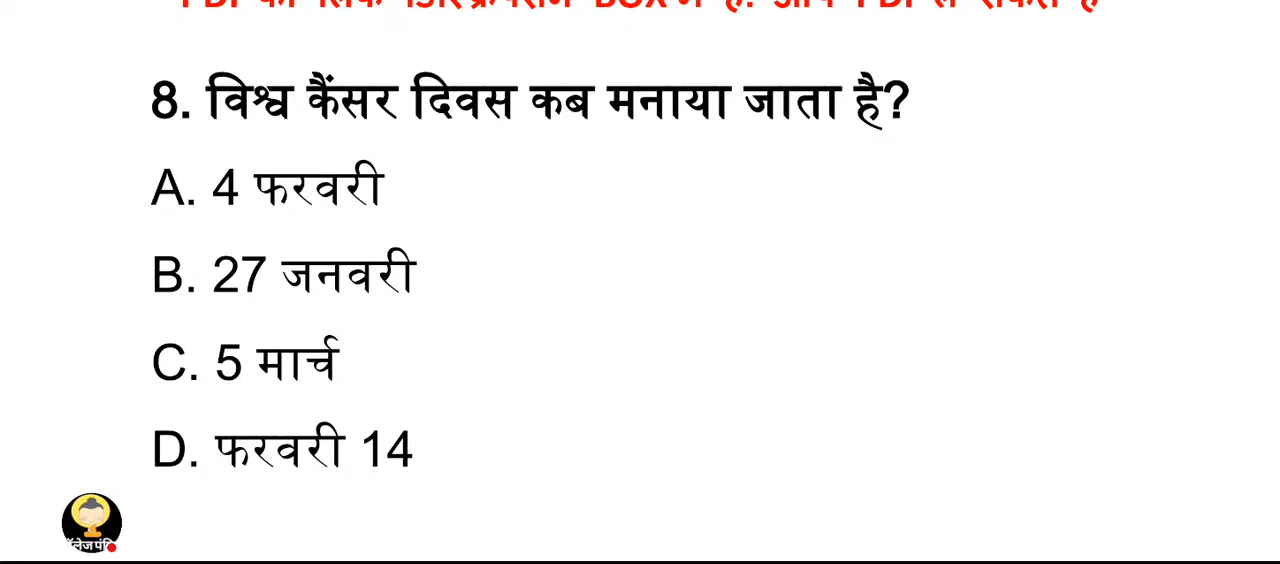 8. विश्व कैंसर दिवस कब मनाया जाता है?
A. 4 फरवरी
B. 27 जनवरी
C. 5 मार्च
D. फरवरी 14